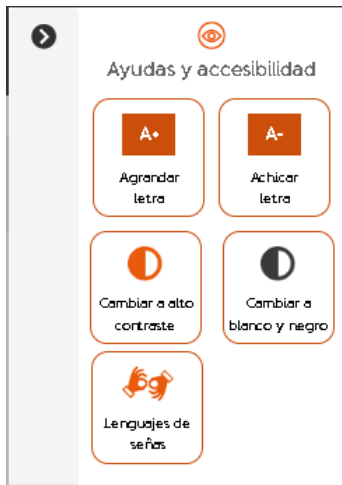 Ayudas y accesibilidad
A+
A-
Agrandar
letra
Achicar
letra
Cambiar a alto
contraste
Cambiar a
blanco y negro
Lenguajes de
señas